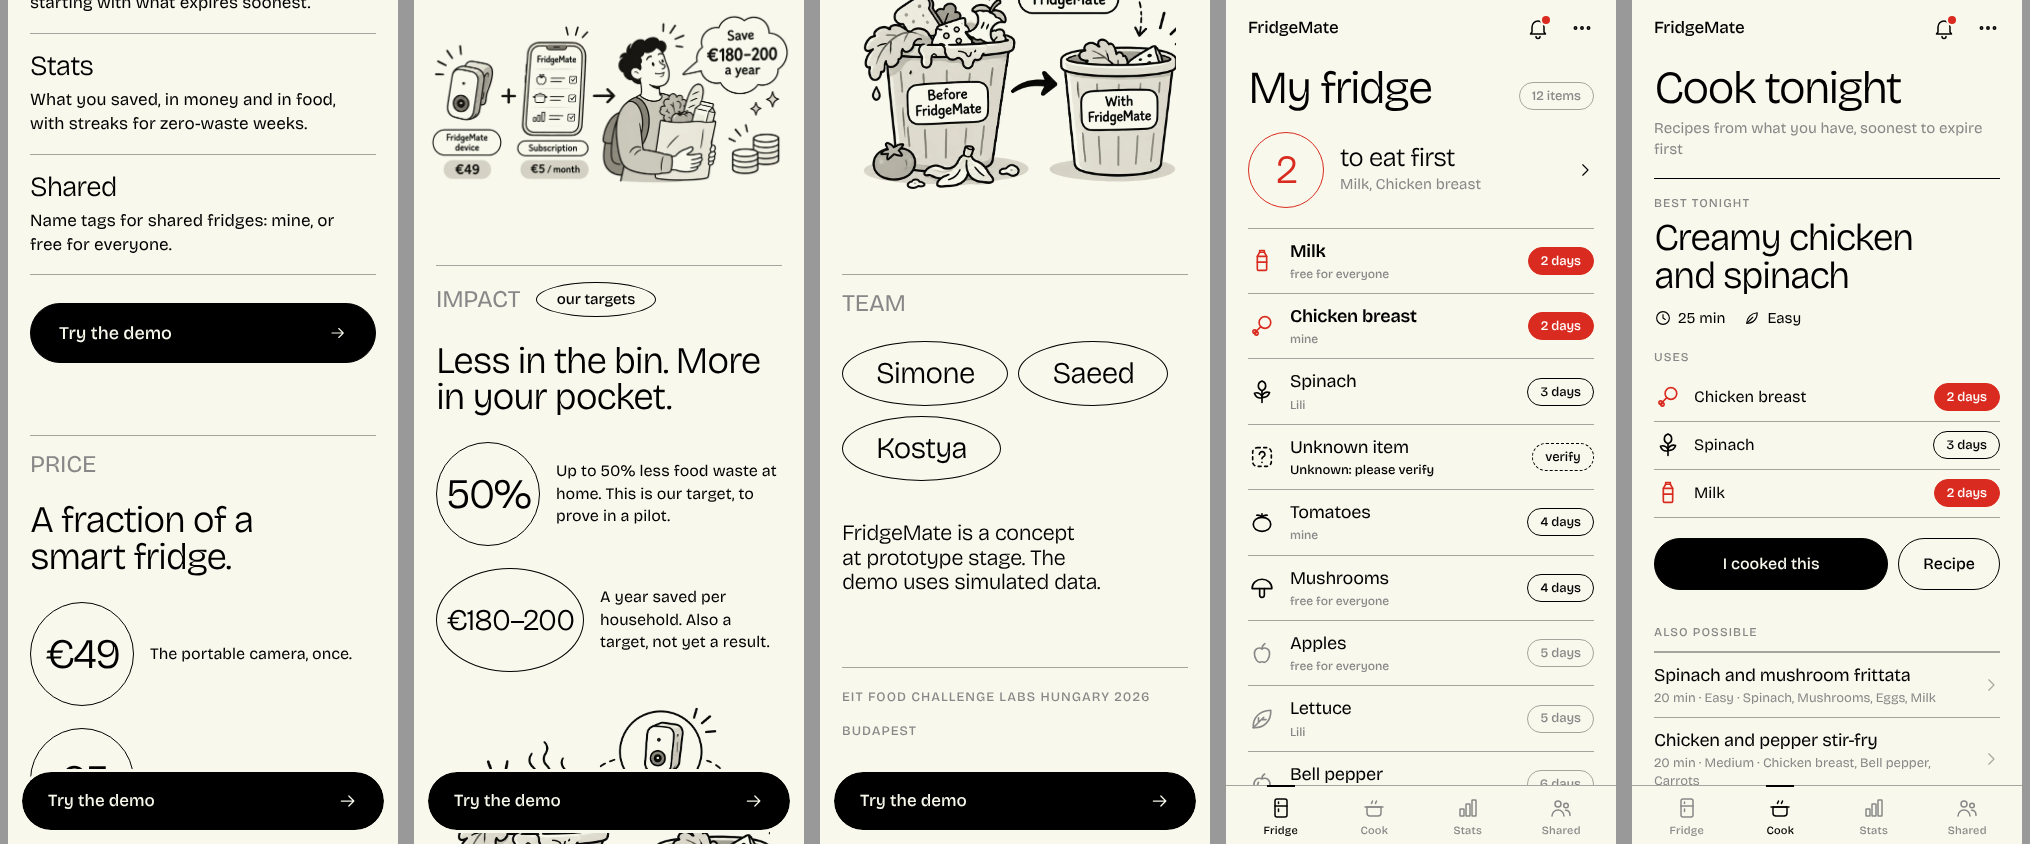 starting with what expires soonest.
Stats
What you saved, in money and in food,
with streaks for zero-waste weeks.
Shared
Name tags for shared fridges: mine, or
free for everyone.
Try the demo
PRICE
A fraction of a
smart fridge.
€49
The portable camera, once.
Try the demo
Save
€180–200
a year
FridgeMate
FridgeMate
device
€49
Subscription
€5 / month
IMPACT
our targets
Less in the bin. More
in your pocket.
50%
Up to 50% less food waste at
home. This is our target, to
prove in a pilot.
€180–200
A year saved per
household. Also a
target, not yet a result.
Try the demo
FridgeMate
Before
FridgeMate
With
FridgeMate
TEAM
Simone
Saeed
Kostya
FridgeMate is a concept
at prototype stage. The
demo uses simulated data.
EIT FOOD CHALLENGE LABS HUNGARY 2026
BUDAPEST
Try the demo
FridgeMate
My fridge
12 items
2
to eat first
Milk, Chicken breast
Milk
free for everyone
2 days
Chicken breast
mine
2 days
Spinach
Lili
3 days
Unknown item
Unknown: please verify
verify
Tomatoes
mine
4 days
Mushrooms
free for everyone
4 days
Apples
free for everyone
5 days
Lettuce
Lili
5 days
Bell pepper
6 days
Fridge
Cook
Stats
Shared
FridgeMate
Cook tonight
Recipes from what you have, soonest to expire
first
BEST TONIGHT
Creamy chicken
and spinach
25 min
Easy
USES
Chicken breast
2 days
Spinach
3 days
Milk
2 days
I cooked this
Recipe
ALSO POSSIBLE
Spinach and mushroom frittata
20 min · Easy · Spinach, Mushrooms, Eggs, Milk
Chicken and pepper stir-fry
20 min · Medium · Chicken breast, Bell pepper,
Carrots
Fridge
Cook
Stats
Shared